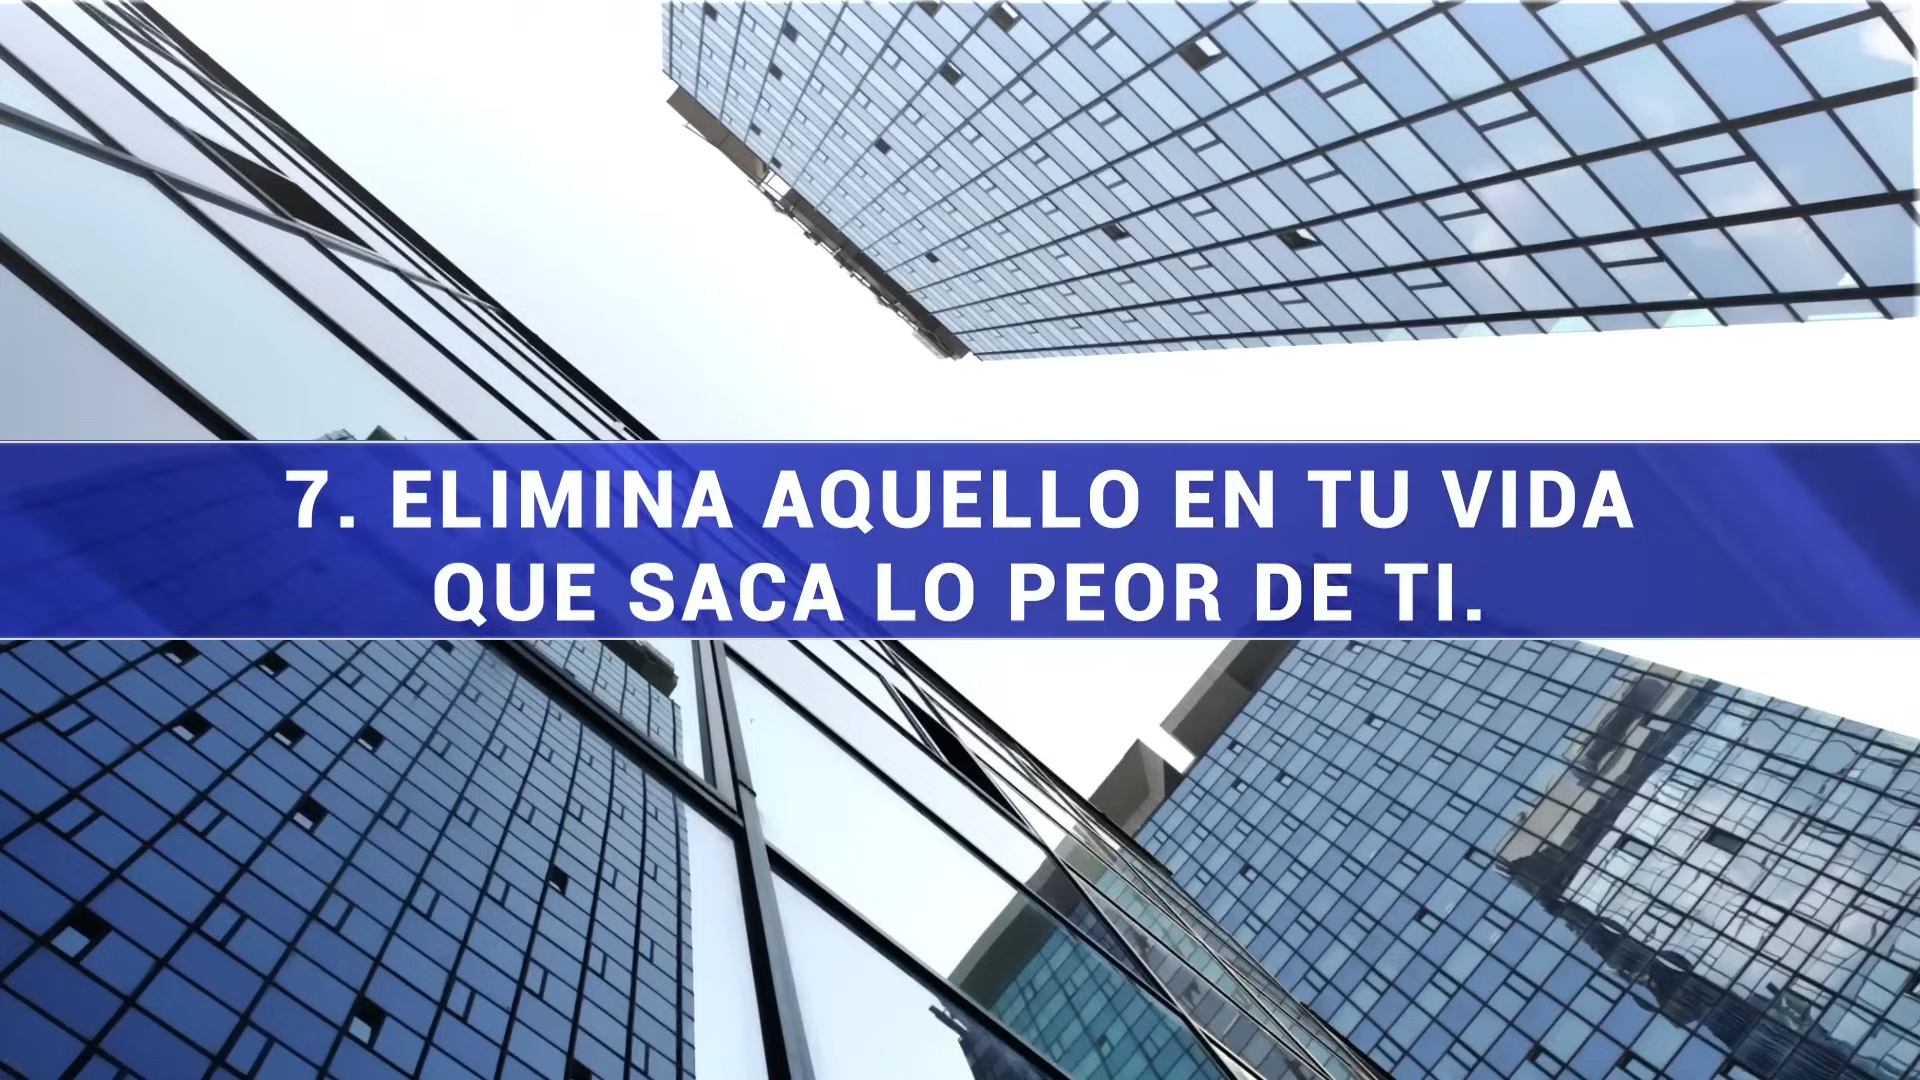 7. ELIMINA AQUELLO EN TU VIDA
QUE SACA LO PEOR DE TI.